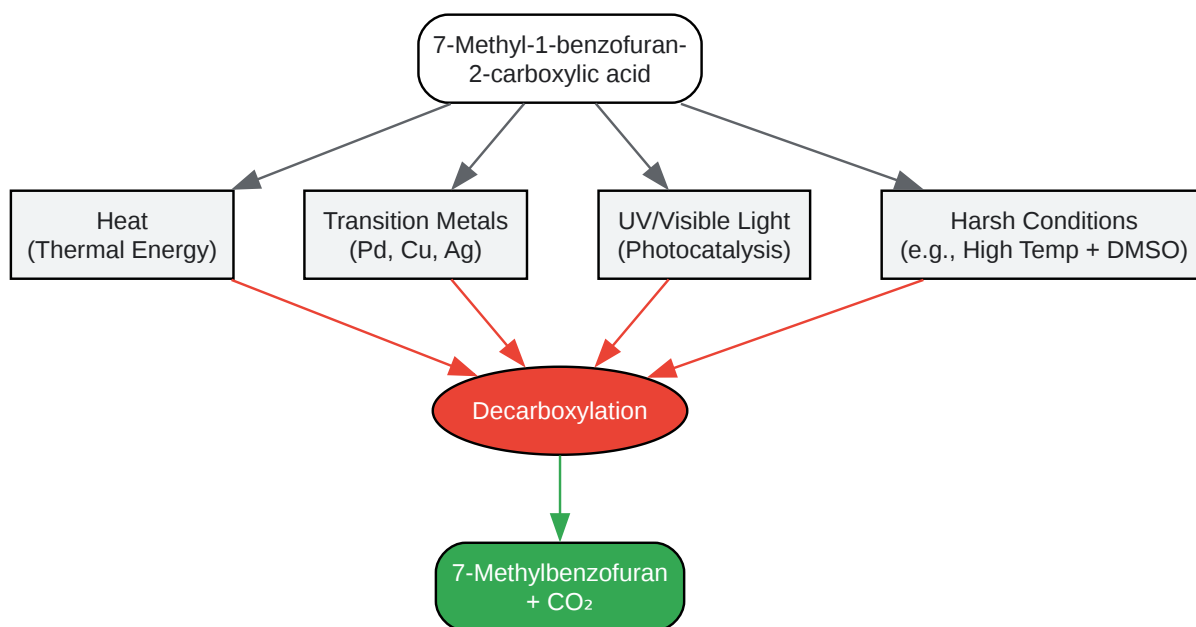 7-Methyl-1-benzofuran-
2-carboxylic acid
Heat
(Thermal Energy)
Transition Metals
(Pd, Cu, Ag)
UV/Visible Light
(Photocatalysis)
Harsh Conditions
(e.g., High Temp + DMSO)
Decarboxylation
7-Methylbenzofuran
+ CO₂